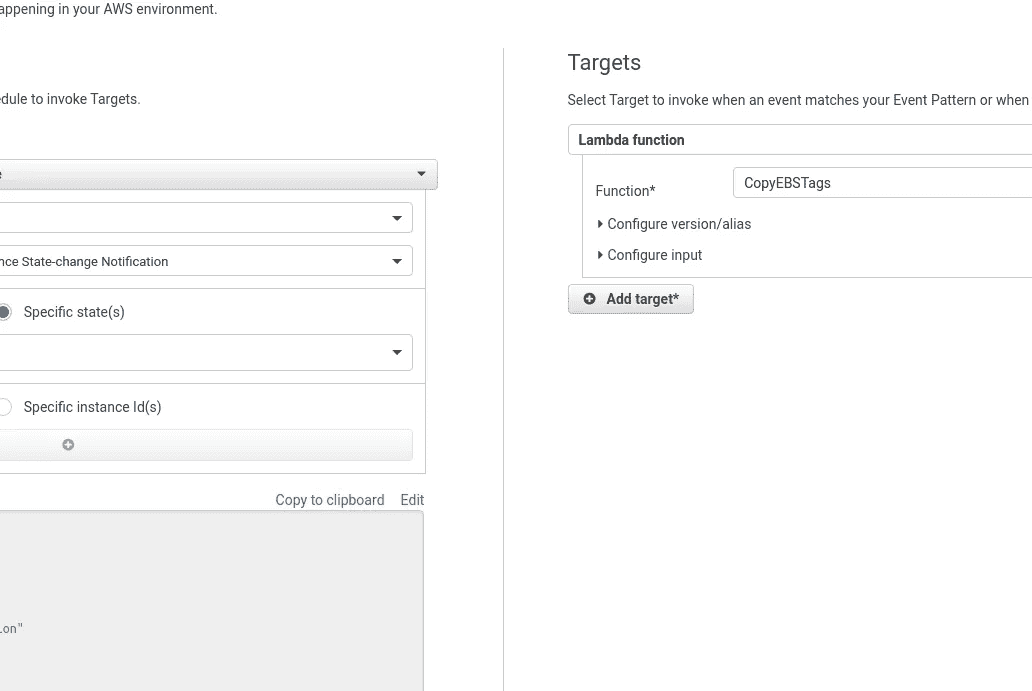 appening in your AWS environment.
edule to invoke Targets.
e
nce State-change Notification
Specific state(s)
Specific instance Id(s)
Copy to clipboard Edit
ion"
Targets
Select Target to invoke when an event matches your Event Pattern or when
Lambda function
Function* CopyEBSTags
Configure version/alias
Configure input
Add target*